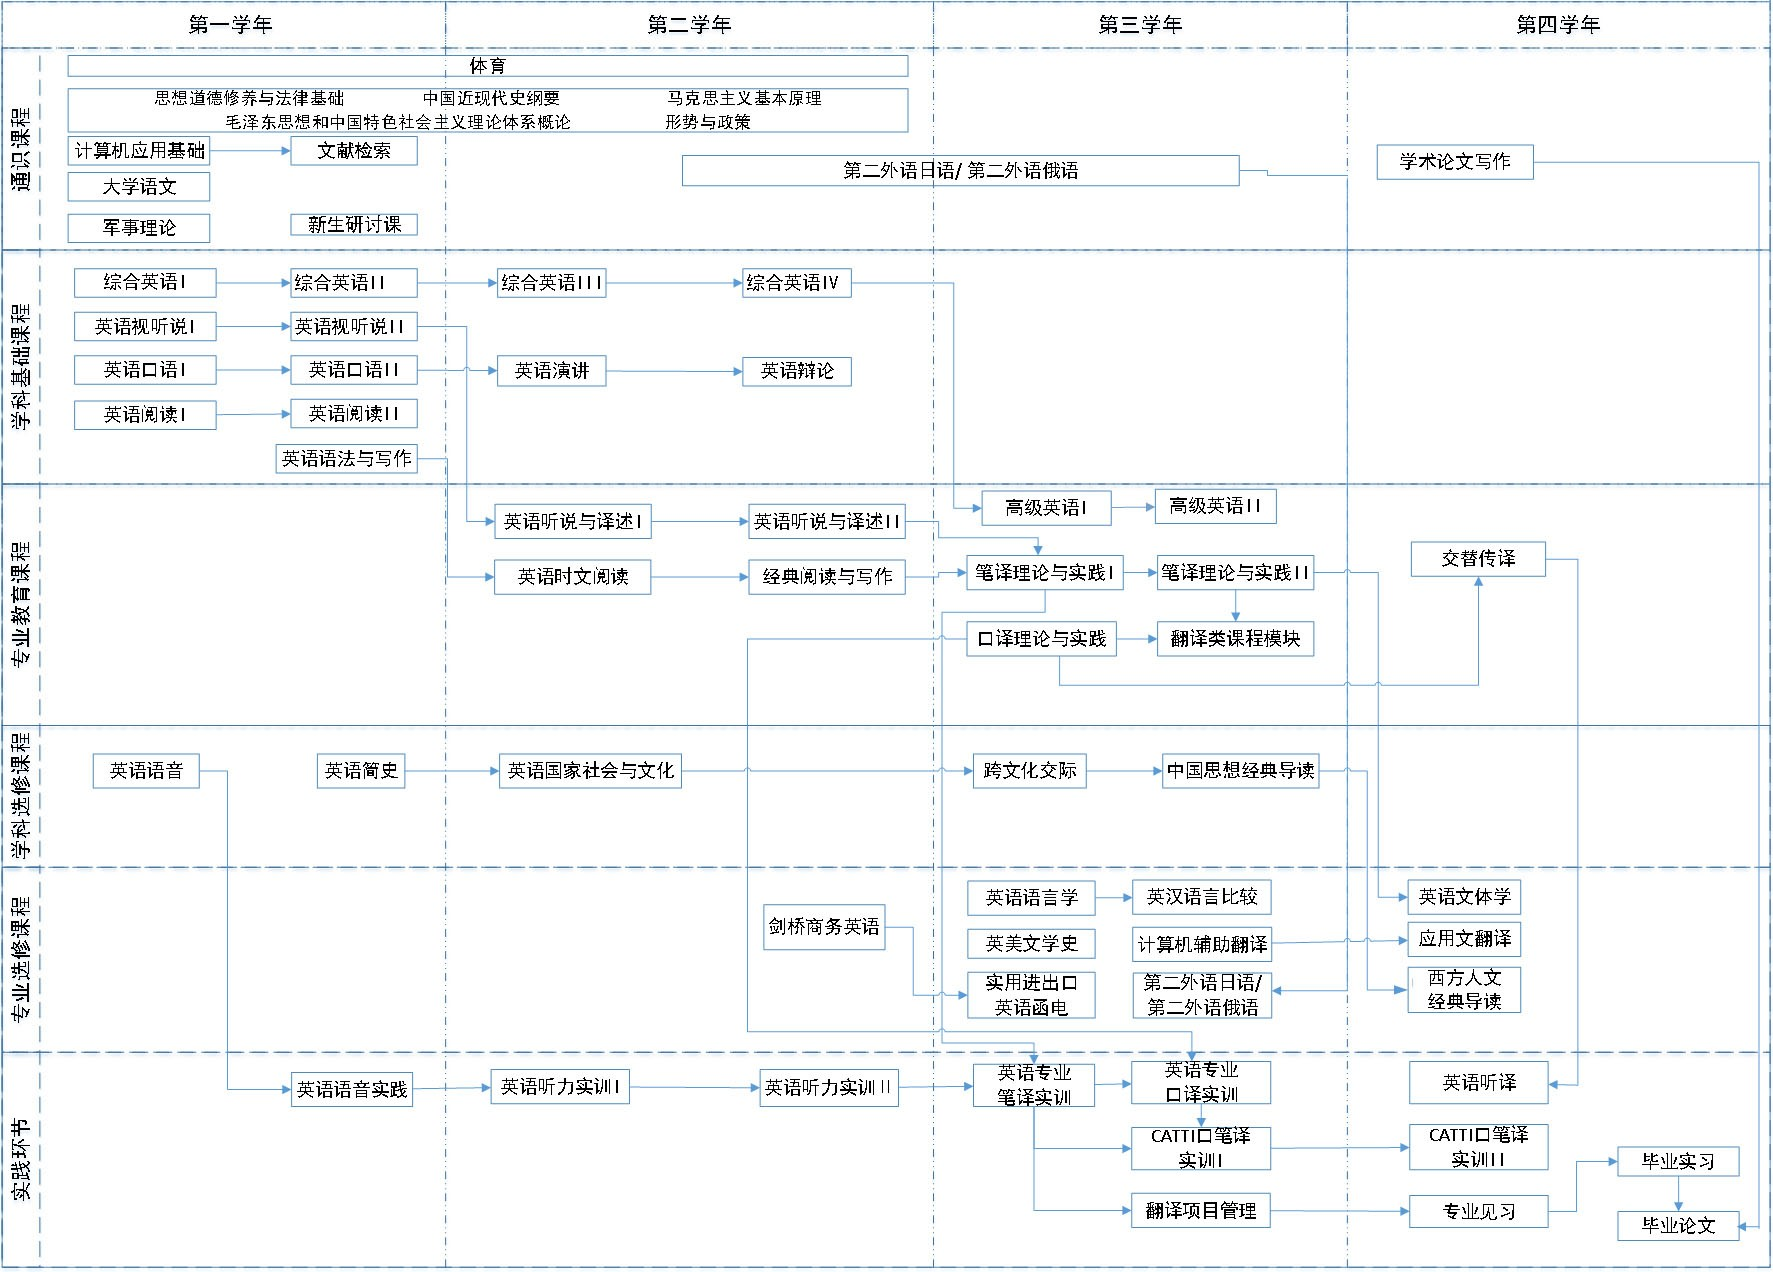 第一学年
第二学年
第三学年
第四学年
通识课程
体育
思想道德修养与法律基础 中国近现代史纲要 马克思主义基本原理
毛泽东思想和中国特色社会主义理论体系概论 形势与政策
计算机应用基础
文献检索
第二外语日语/ 第二外语俄语
学术论文写作
大学语文
军事理论
新生研讨课
学科基础课程
综合英语I
综合英语II
综合英语III
综合英语IV
英语视听说I
英语视听说II
英语口语I
英语口语II
英语演讲
英语辩论
英语阅读I
英语阅读II
英语语法与写作
专业教育课程
高级英语I
高级英语II
英语听说与译述I
英语听说与译述II
交替传译
英语时文阅读
经典阅读与写作
笔译理论与实践I
笔译理论与实践II
口译理论与实践
翻译类课程模块
学科选修课程
英语语音
英语简史
英语国家社会与文化
跨文化交际
中国思想经典导读
专业选修课程
剑桥商务英语
英语语言学
英汉语言比较
英语文体学
英美文学史
计算机辅助翻译
应用文翻译
实用进出口
英语函电
第二外语日语/
第二外语俄语
西方人文
经典导读
实践环节
英语语音实践
英语听力实训I
英语听力实训II
英语专业
笔译实训
英语专业
口译实训
英语听译
CATTI口笔译
实训I
CATTI口笔译
实训II
毕业实习
翻译项目管理
专业见习
毕业论文